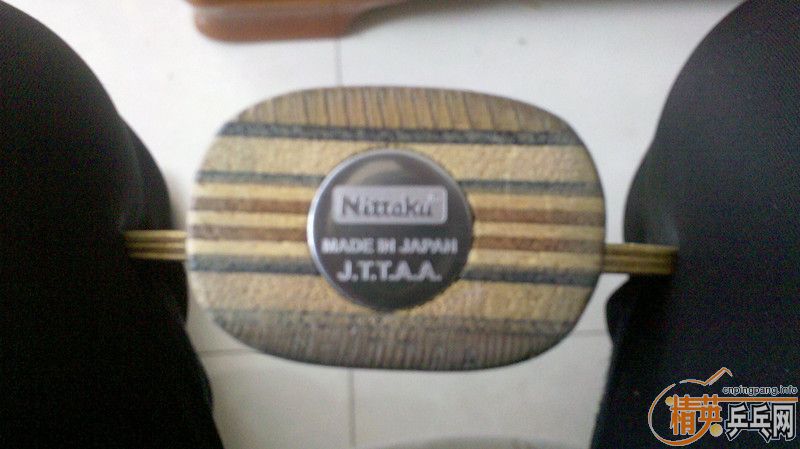 Nittaku
MADE IN JAPAN
J.T.T.A.A.
cnpingpang.info
精英乒乓网